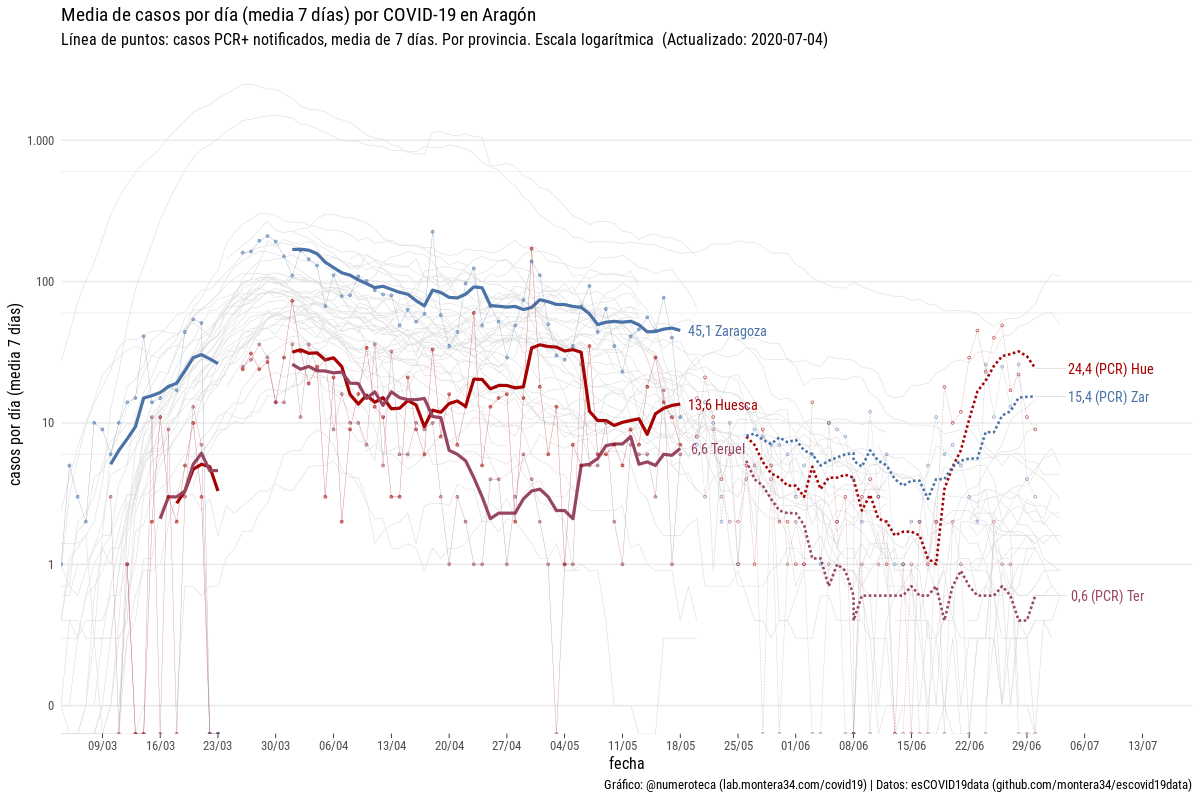 Media de casos por día (media 7 días) por COVID-19 en Aragón
Línea de puntos: casos PCR+ notificados, media de 7 días. Por provincia. Escala logarítmica  (Actualizado: 2020-07-04)
casos por día (media 7 días)
1.000
100
10
1
0
45,1 Zaragoza
13,6 Huesca
6,6 Teruel
24,4 (PCR) Hue
15,4 (PCR) Zar
0,6 (PCR) Ter
09/03 16/03 23/03 30/03 06/04 13/04 20/04 27/04 04/05 11/05 18/05 25/05 01/06 08/06 15/06 22/06 29/06 06/07 13/07
fecha
Gráfico: @numeroteca (lab.montera34.com/covid19) | Datos: esCOVID19data (github.com/montera34/escovid19data)